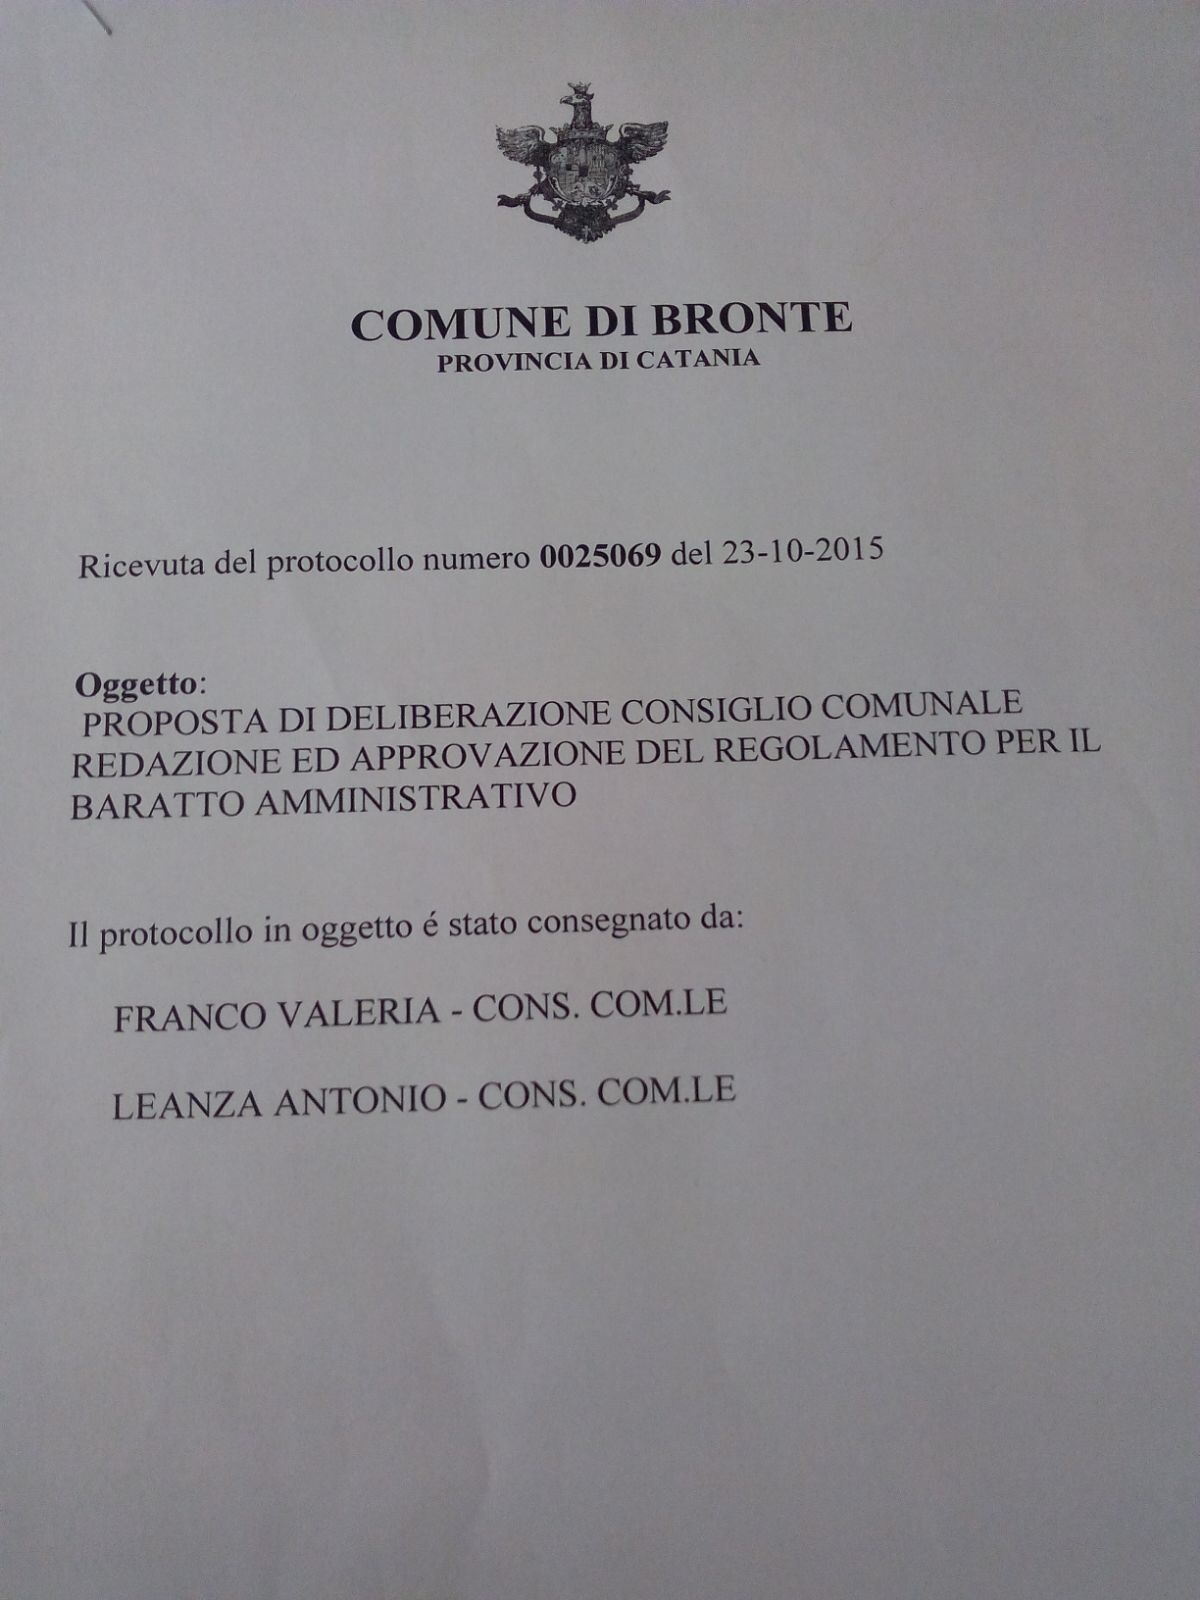 COMUNE DI BRONTE
PROVINCIA DI CATANIA
Ricevuta del protocollo numero 0025069 del 23-10-2015
Oggetto:
PROPOSTA DI DELIBERAZIONE CONSIGLIO COMUNALE
REDAZIONE ED APPROVAZIONE DEL REGOLAMENTO PER IL
BARATTO AMMINISTRATIVO
Il protocollo in oggetto é stato consegnato da:
FRANCO VALERIA - CONS. COM.LE
LEANZA ANTONIO - CONS. COM.LE